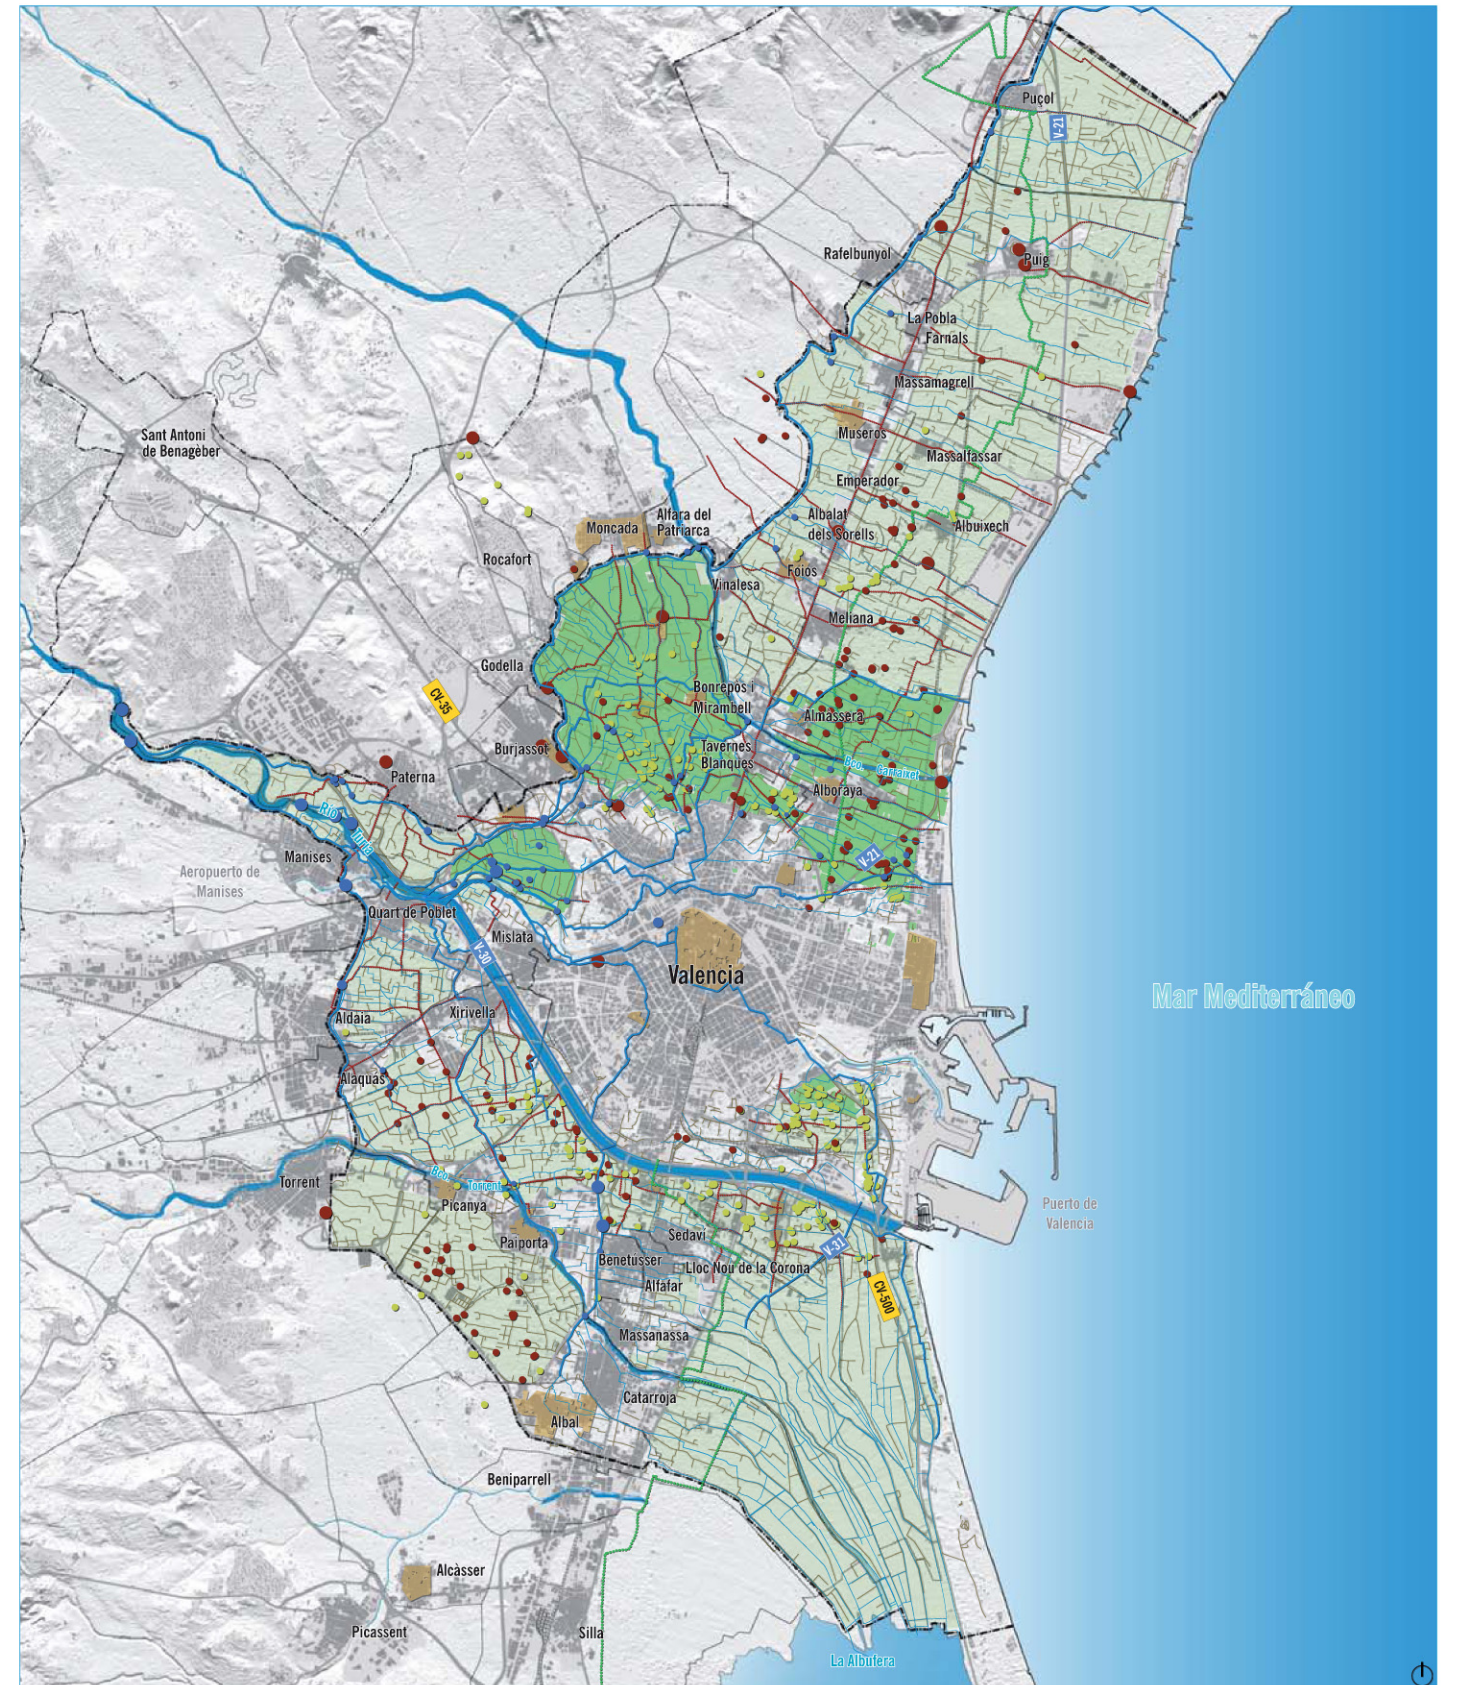 Puçol
V-21
Rafelbunyol
Puig
La Pobla
Farnals
Massamagrell
Museros
Sant Antoni
de Benagèber
Massalfassar
Emperador
Alfara del
Patriarca
Moncada
Albalat
dels Sorells
Albuixech
Rocafort
Foios
Vinalesa
Meliana
Godella
CV-35
Bonrepòs i
Mirambell
Almàssera
Burjassot
Tavernes
Blanques
Bco. Carraixet
Paterna
Alboraya
Río
Turia
Manises
V-21
Aeropuerto de
Manises
Quart de Poblet
Mislata
V-30
Valencia
Mar Mediterráneo
Aldaia
Xirivella
Alaquàs
Bco. Torrent
Torrent
Picanya
Puerto de
Valencia
Paiporta
Sedaví
V-31
Benetússer
Lloc Nou de la Corona
Alfafar
CV-500
Massanassa
Catarroja
Albal
Beniparrell
Alcàsser
Picassent
Silla
La Albufera